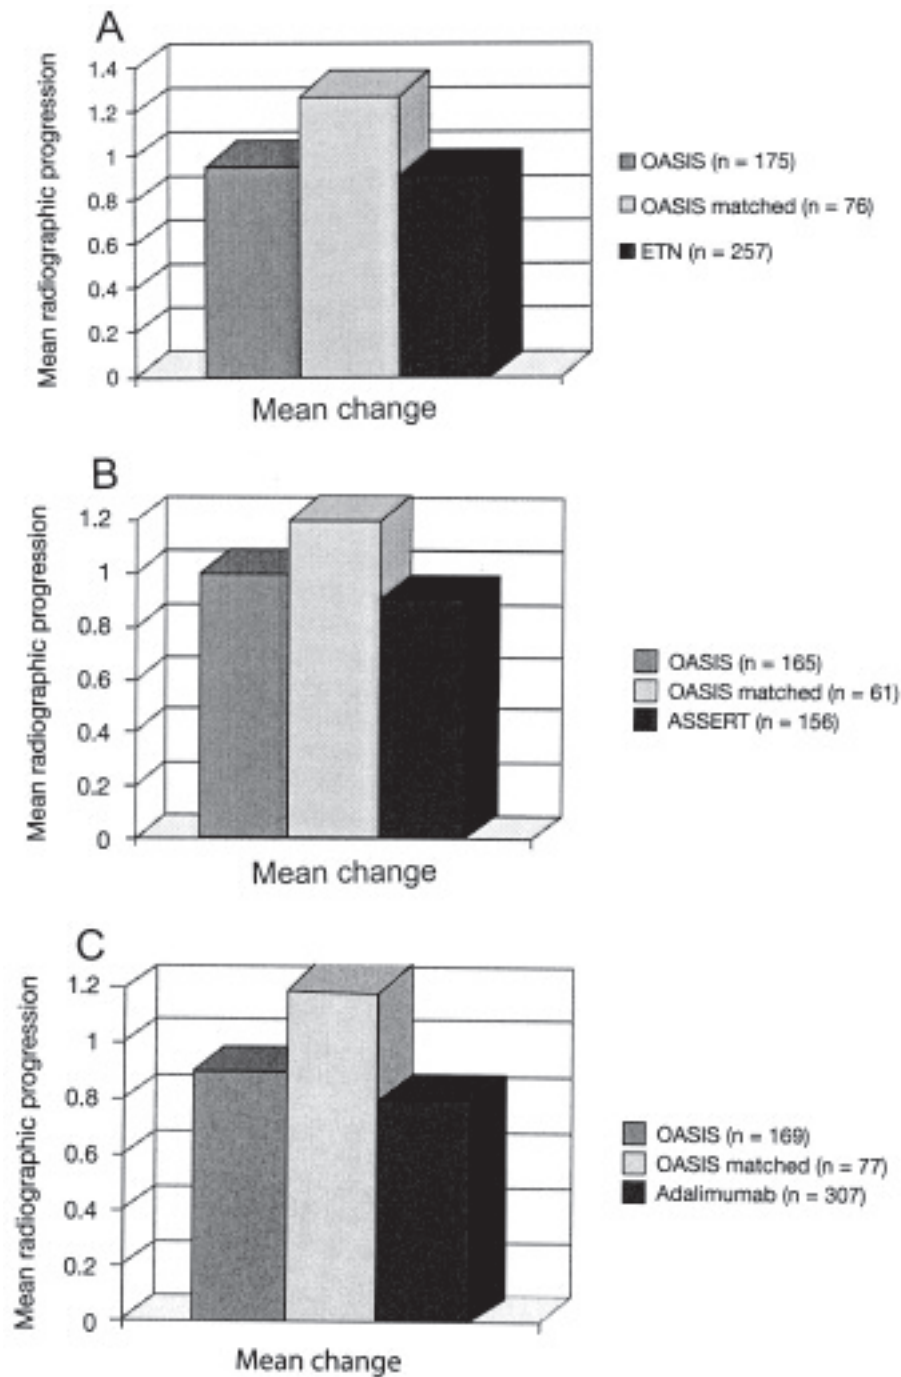 A
Mean radiographic progression
1.4
1.2
1
0.8
0.6
0.4
0.2
0
Mean change
OASIS (n = 175)
OASIS matched (n = 76)
ETN (n = 257)
B
Mean radiographic progression
1.2
1
0.8
0.6
0.4
0.2
0
Mean change
OASIS (n = 165)
OASIS matched (n = 61)
ASSERT (n = 156)
C
Mean radiographic progression
1.2
1
0.8
0.6
0.4
0.2
0
Mean change
OASIS (n = 169)
OASIS matched (n = 77)
Adalimumab (n = 307)